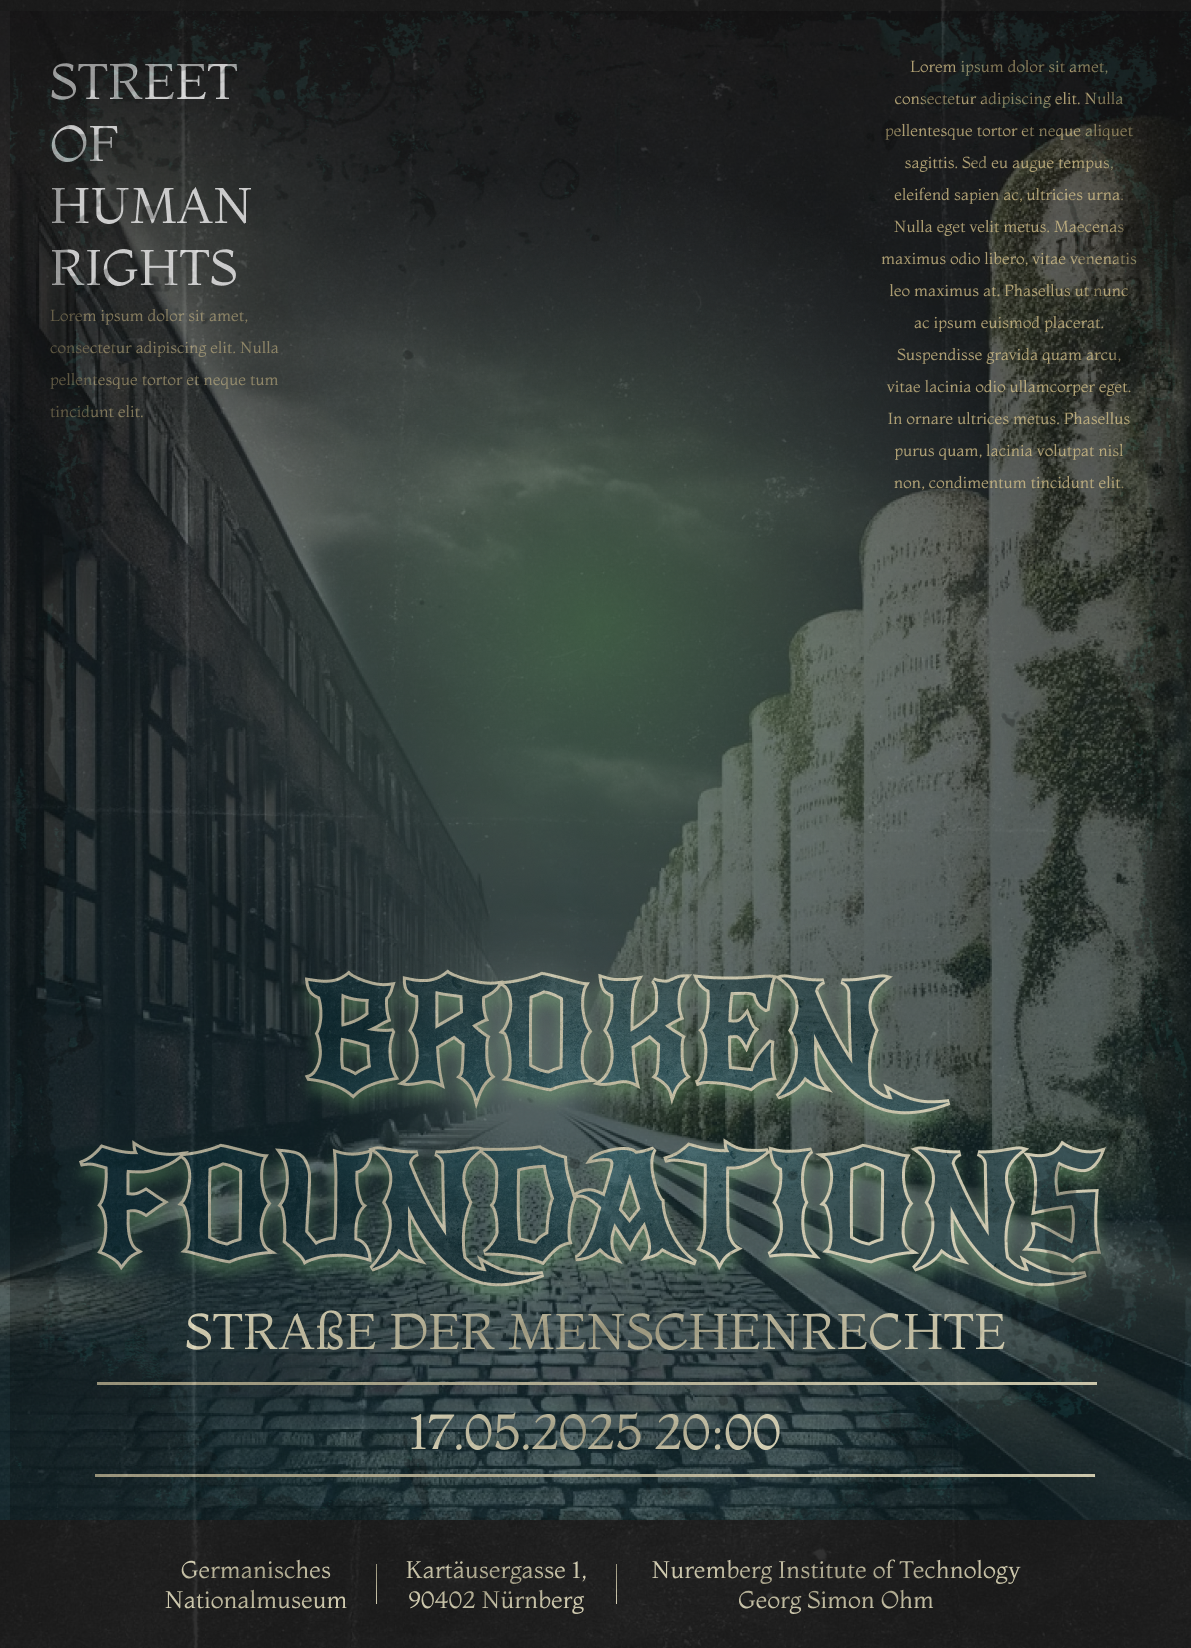 STREET
OF
HUMAN
RIGHTS
Lorem ipsum dolor sit amet,
consectetur adipiscing elit. Nulla
pellentesque tortor et neque tum
tincidunt elit.
Lorem ipsum dolor sit amet,
consectetur adipiscing elit. Nulla
pellentesque tortor et neque aliquet
sagittis. Sed eu augue tempus,
eleifend sapien ac, ultricies urna.
Nulla eget velit metus. Maecenas
maximus odio libero, vitae venenatis
leo maximus at. Phasellus ut nunc
ac ipsum euismod placerat.
Suspendisse gravida quam arcu,
vitae lacinia odio ullamcorper eget.
In ornare ultrices metus. Phasellus
purus quam, lacinia volutpat nisl
non, condimentum tincidunt elit.
BROKEN
FOUNDATIONS
STRAßE DER MENSCHENRECHTE
17.05.2025 20:00
Germanisches
Nationalmuseum
Kartäusergasse 1,
90402 Nürnberg
Nuremberg Institute of Technology
Georg Simon Ohm